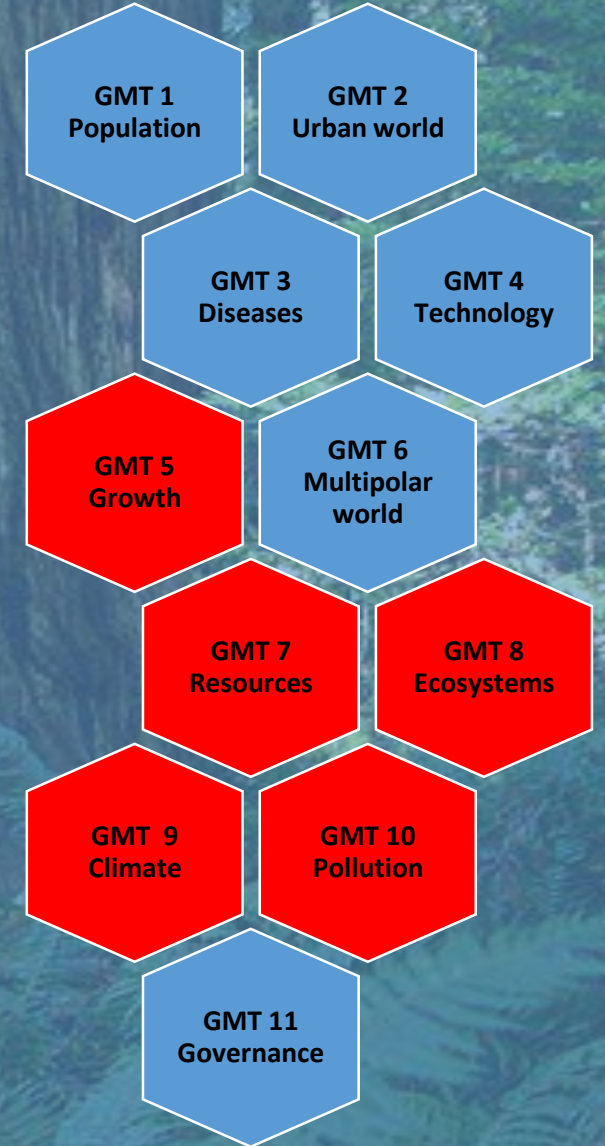 GMT 1
Population
GMT 2
Urban world
GMT 3
Diseases
GMT 4
Technology
GMT 5
Growth
GMT 6
Multipolar
world
GMT 7
Resources
GMT 8
Ecosystems
GMT 9
Climate
GMT 10
Pollution
GMT 11
Governance